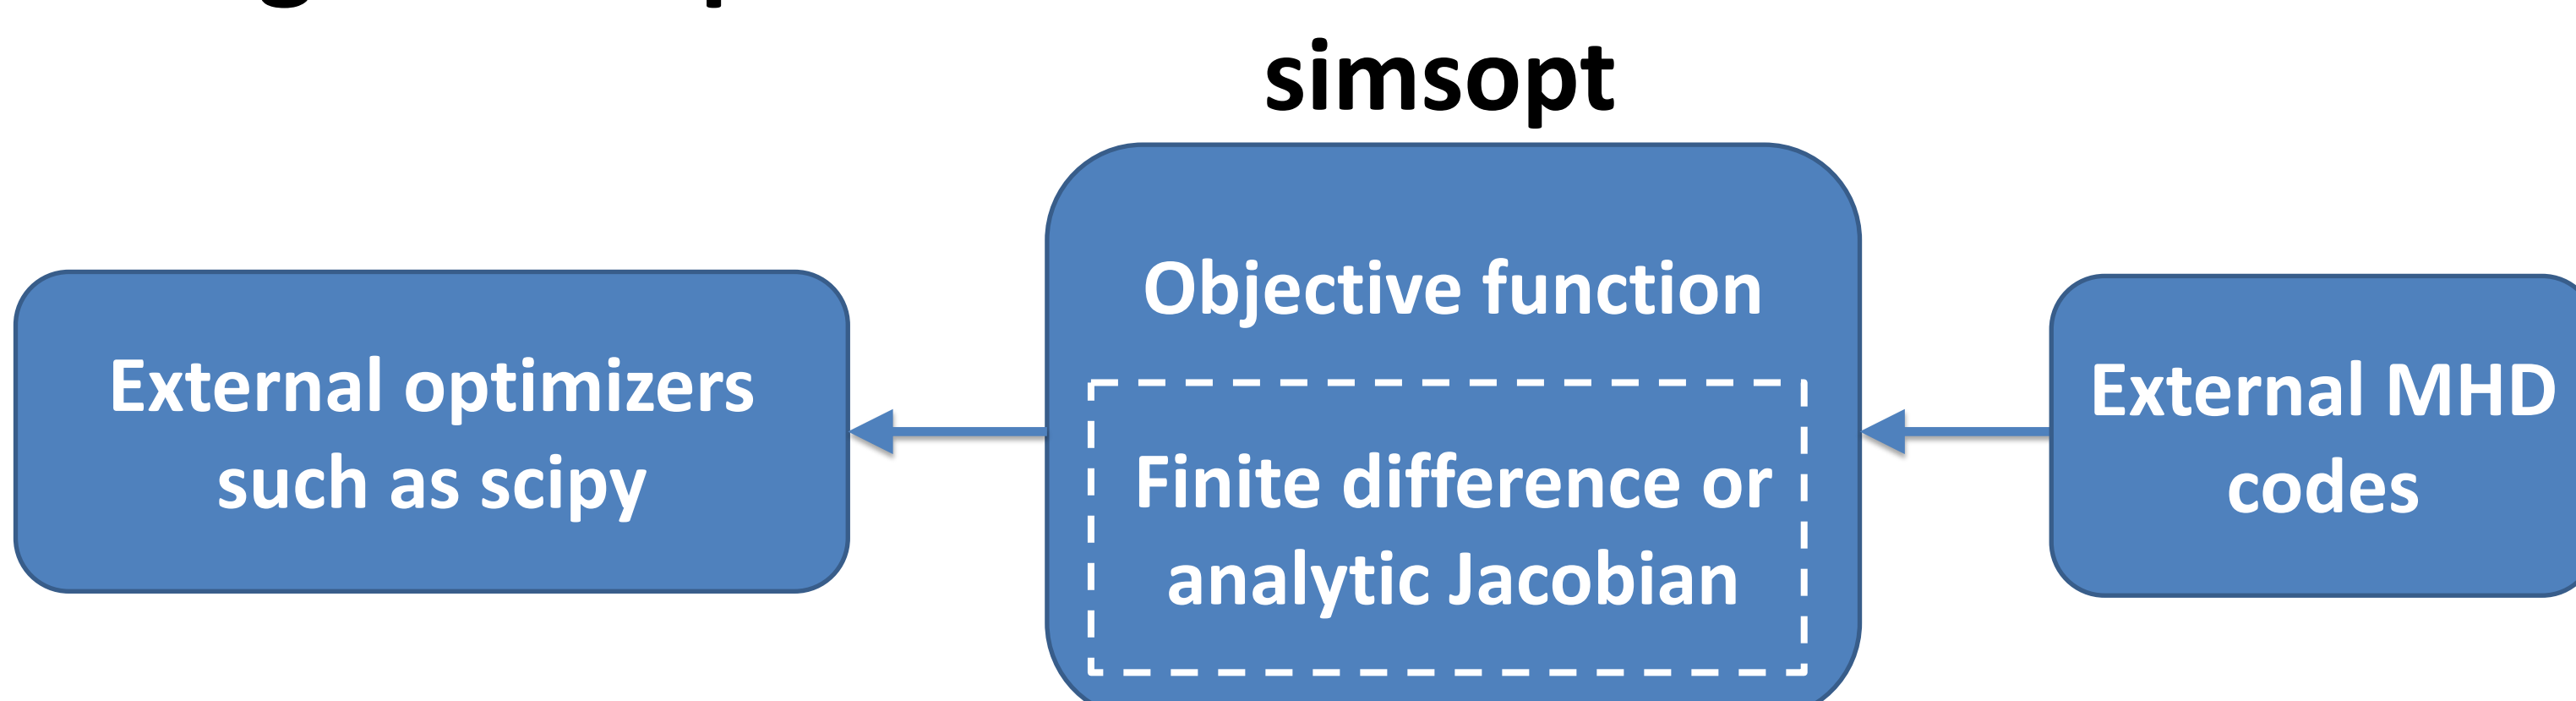 simsopt
External optimizers
such as scipy
Objective function
Finite difference or
analytic Jacobian
External MHD
codes